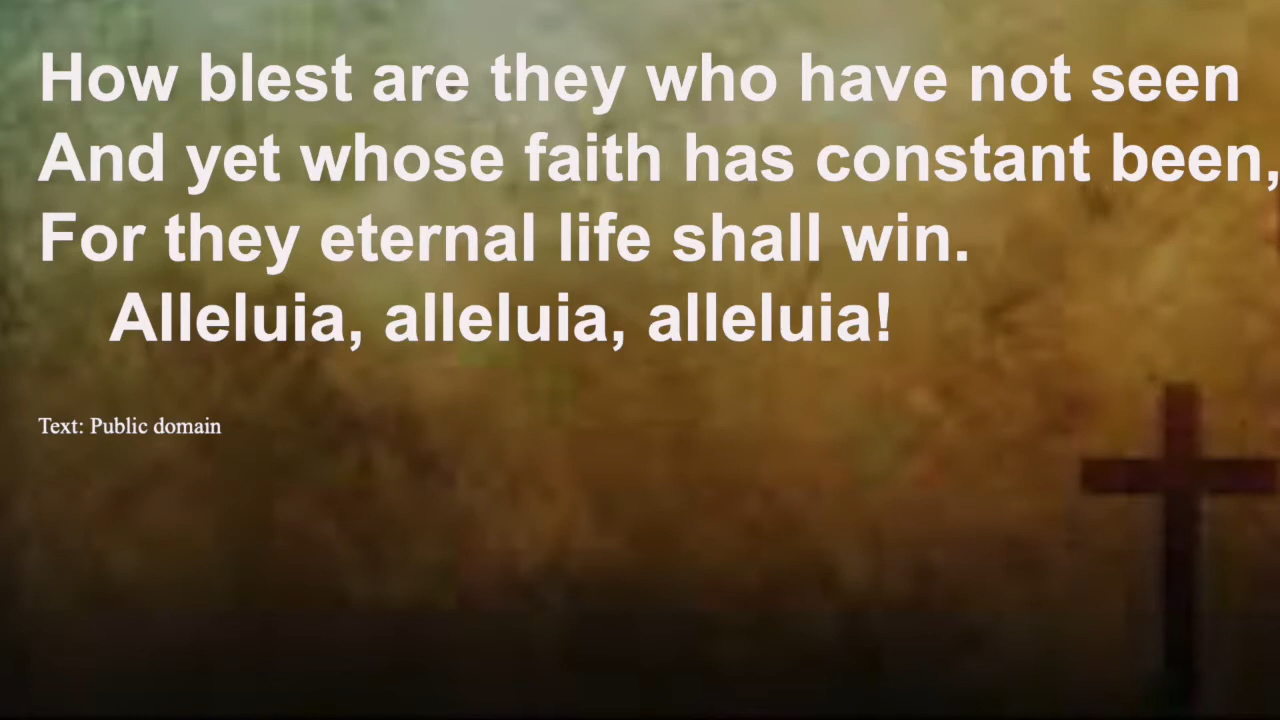 How blest are they who have not seen
And yet whose faith has constant been,
For they eternal life shall win.
Alleluia, alleluia, alleluia!
Text: Public domain